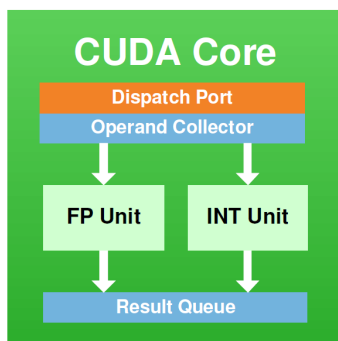 CUDA Core
Dispatch Port
Operand Collector
FP Unit
INT Unit
Result Queue